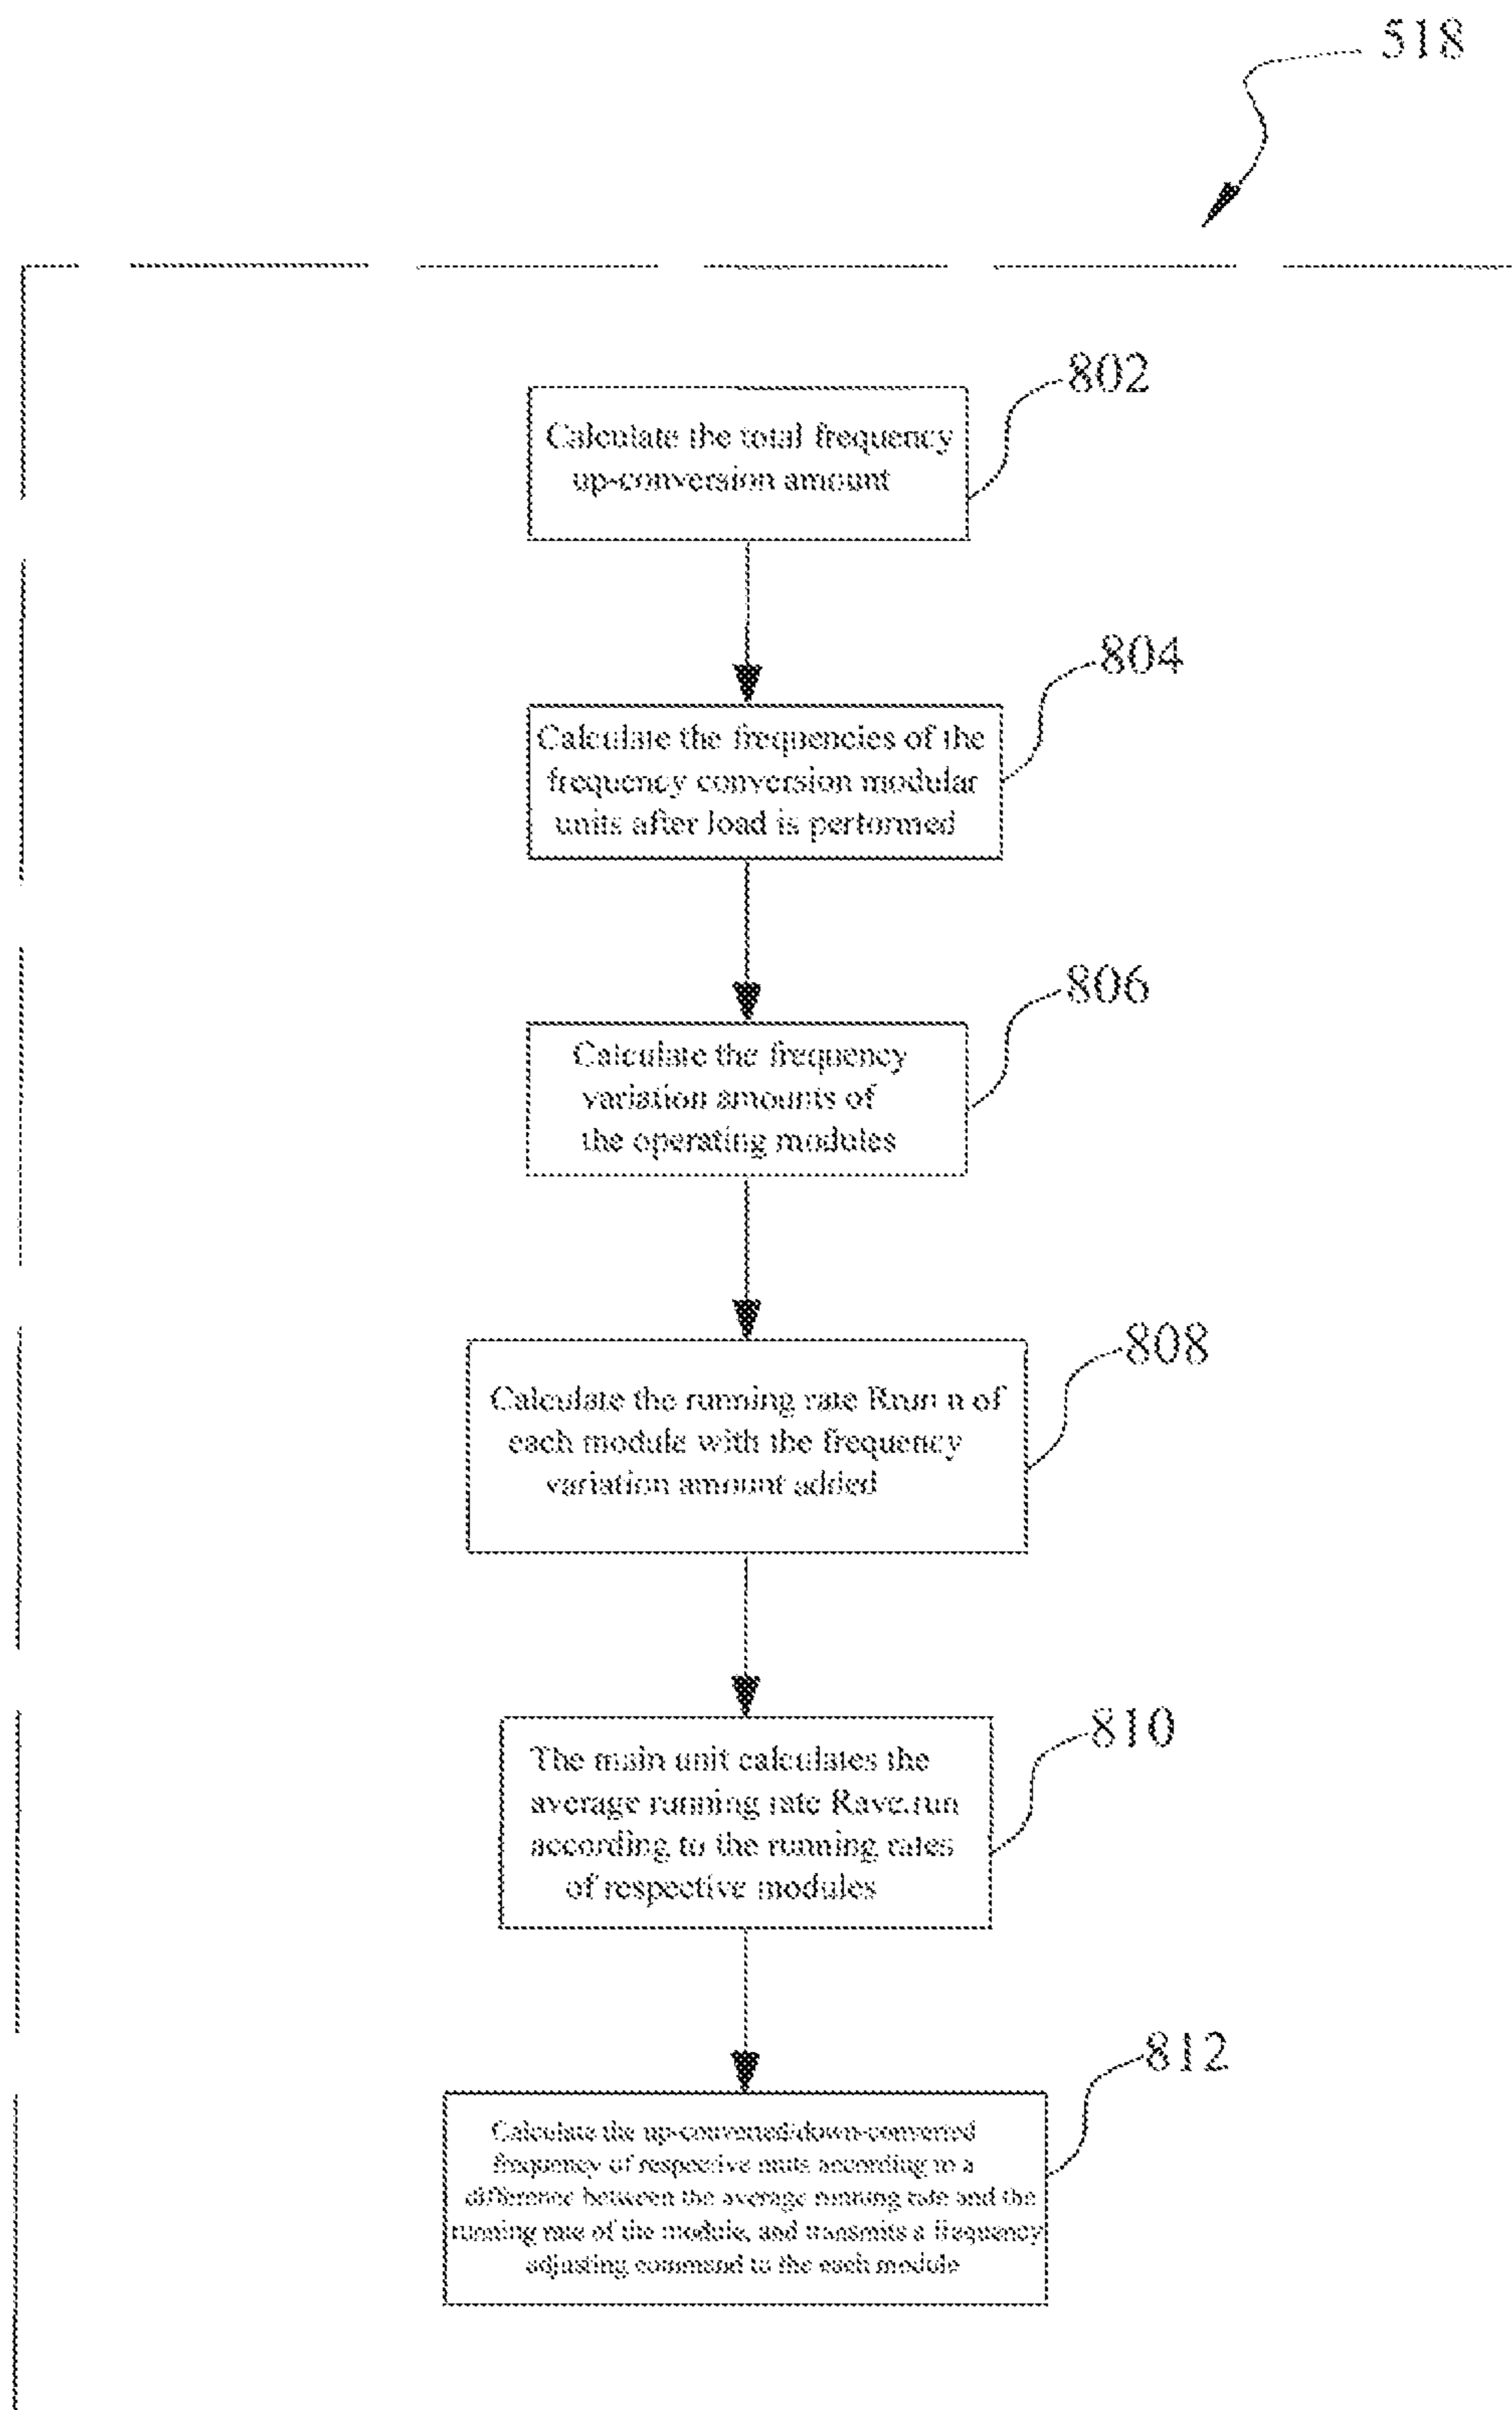 518
802
Calculate the total frequency
up-conversion amount
804
Calculate the frequencies of the
frequency conversion modular
units after load is performed
806
Calculate the frequency
variation amounts of
the operating modules
808
Calculate the running rate Rrun n of
each module with the frequency
variation amount added
810
The main unit calculates the
average running rate Rave.run
according to the running rates
of respective modules
812
Calculate the up-converted/down-converted
frequency of respective units according to a
difference between the average running rate and the
running rate of the module, and transmits a frequency
adjusting command to the each module